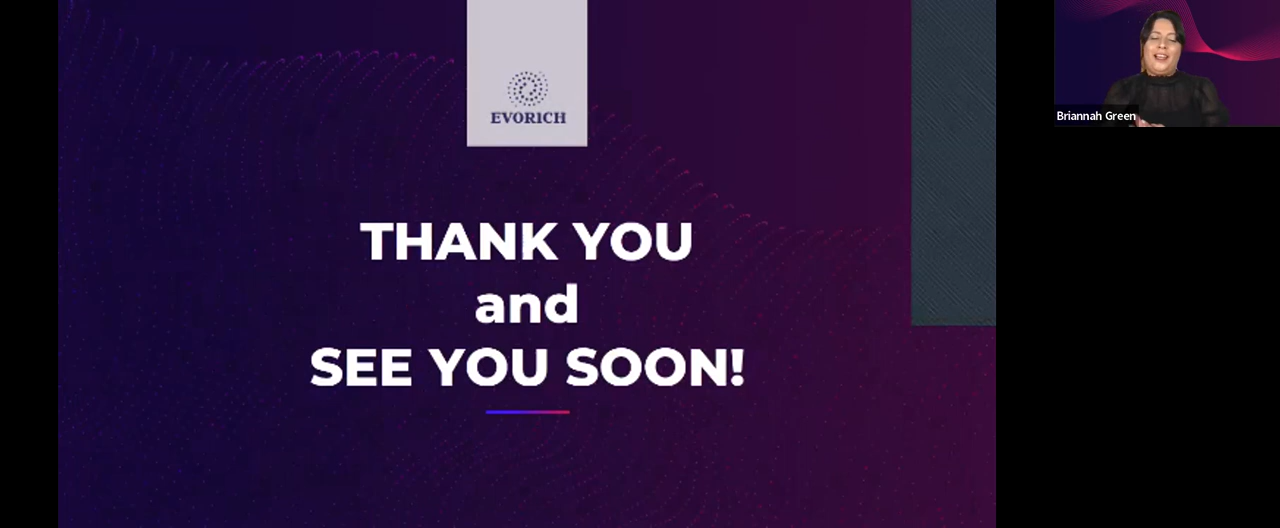 EVORICH
THANK YOU
and
SEE YOU SOON!
Briannah Green